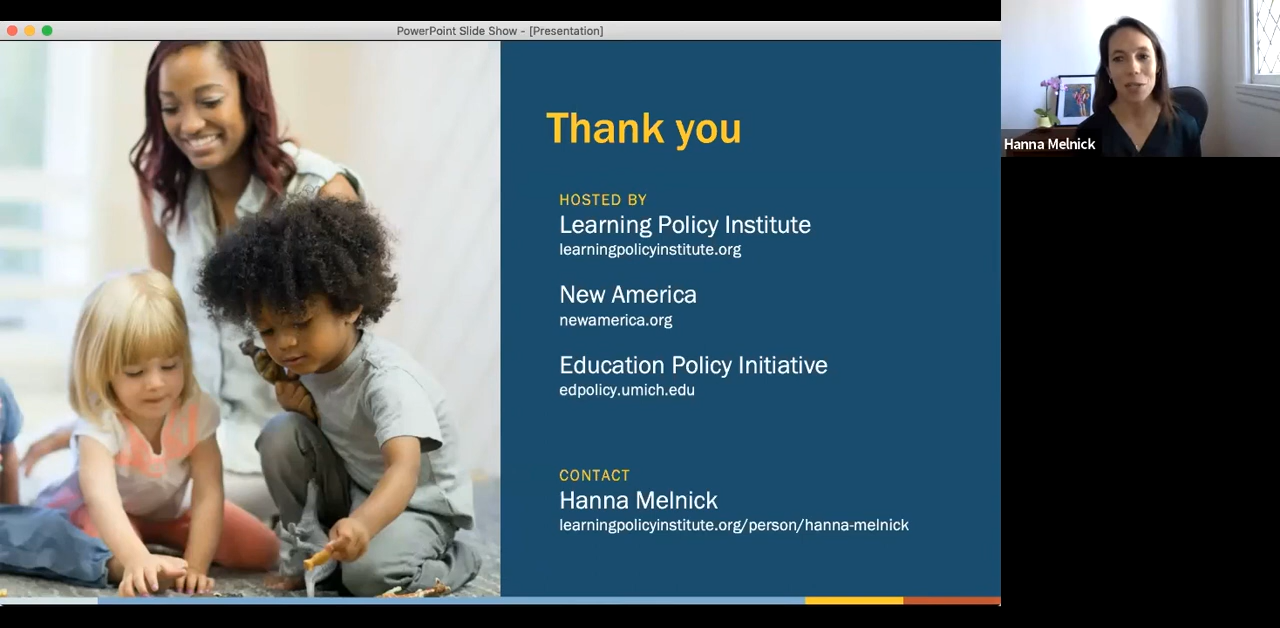 PowerPoint Slide Show - [Presentation]
Thank you
HOSTED BY
Learning Policy Institute
learningpolicyinstitute.org
New America
newamerica.org
Education Policy Initiative
edpolicy.umich.edu
CONTACT
Hanna Melnick
learningpolicyinstitute.org/person/hanna-melnick
Hanna Melnick